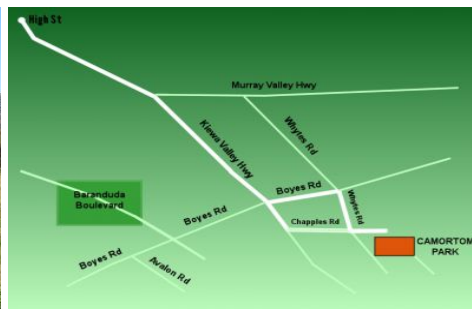 High St
Murray Valley Hwy
Kiewa Valley Hwy
Whytes Rd
Boyes Rd
Whytes Rd
Baranduda
Boulevard
Boyes Rd
Chapples Rd
CAMORTOM
PARK
Boyes Rd
Avalon Rd